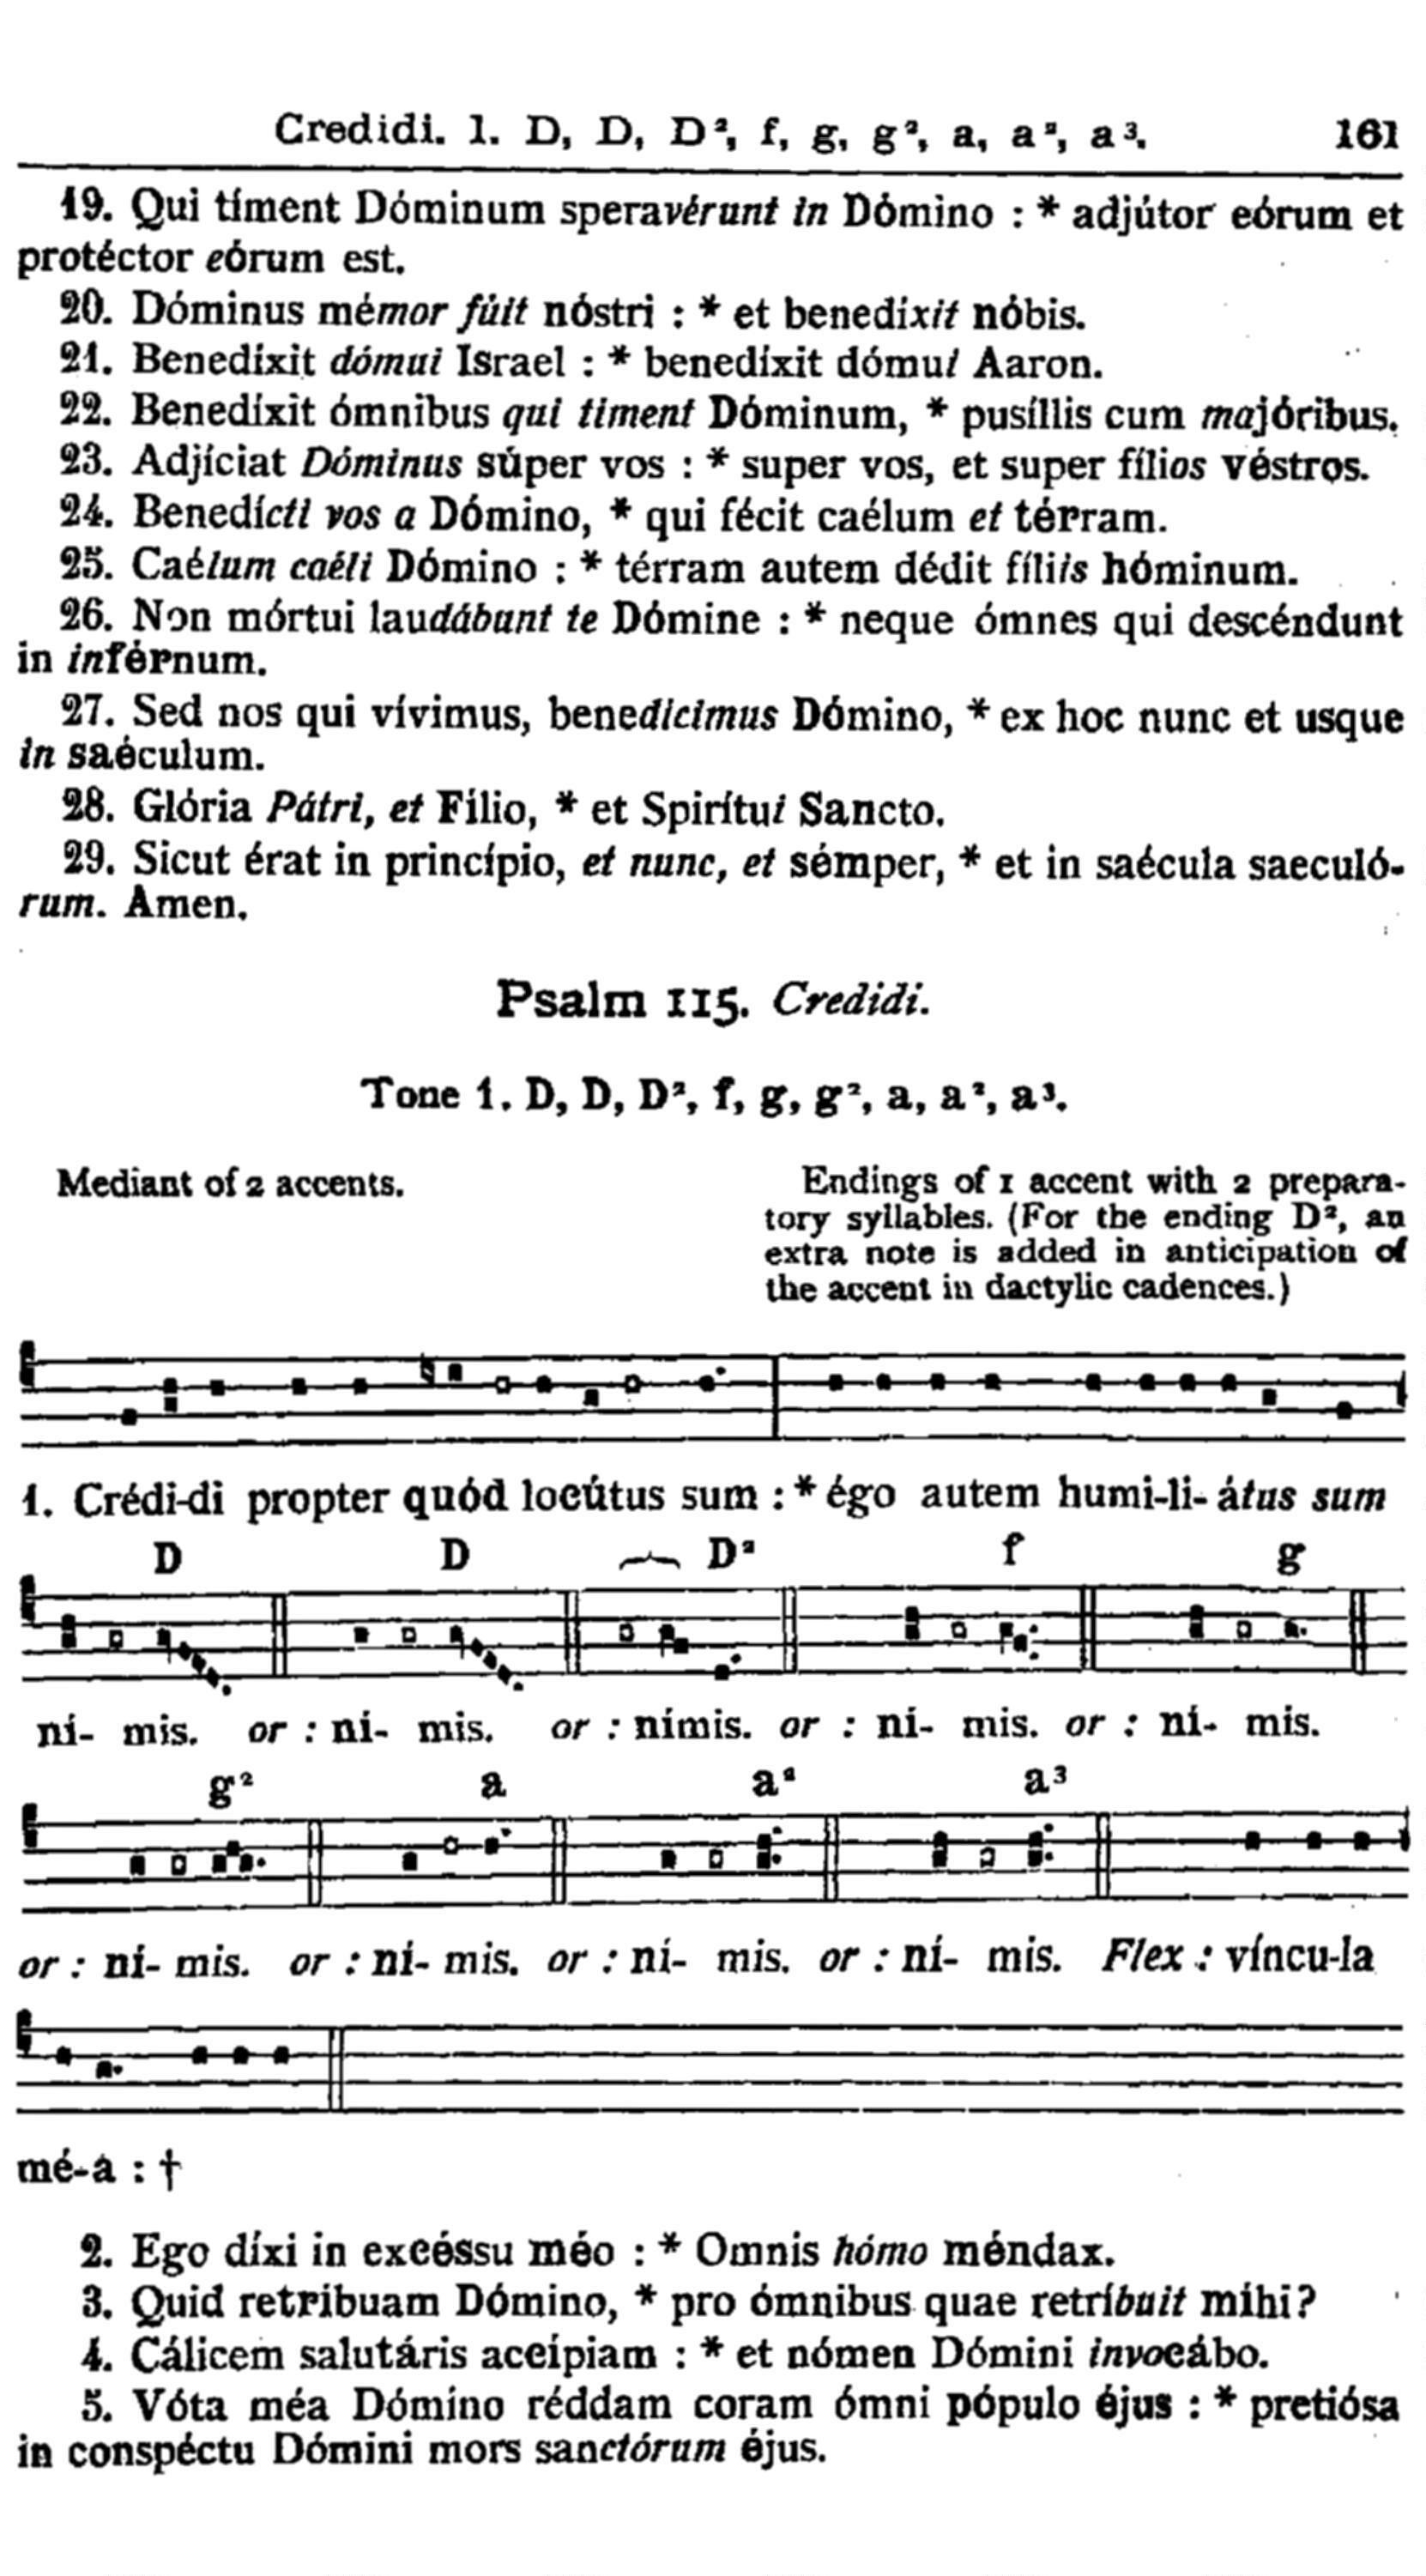 Credidi. 1. D, D, D², f, g, g², a, a², a³. 161
19. Qui tíment Dóminum speravérunt in Dómino : * adjútor eórum et
protéctor eórum est.
20. Dóminus mémor fúit nóstri : * et benedíxit nóbis.
21. Benedíxit dómui Israel : * benedíxit dómui Aaron.
22. Benedíxit ómnibus qui timent Dóminum, * pusíllis cum majóribus.
23. Adjíciat Dóminus súper vos : * super vos, et super fílios véstros.
24. Benedícti vos a Dómino, * qui fécit caélum et térram.
25. Caélum caéli Dómino : * térram autem dédit fíliis hóminum.
26. Non mórtui laudábunt te Dómine : * neque ómnes qui descéndunt
in inférnum.
27. Sed nos qui vívimus, benedícimus Dómino, * ex hoc nunc et usque
in saéculum.
28. Glória Pátri, et Fílio, * et Spirítui Sancto.
29. Sicut érat in princípio, et nunc, et sémper, * et in saécula saeculó-
rum. Amen.
Psalm 115. Credidi.
Tone 1. D, D, D², f, g, g², a, a², a³.
Mediant of 2 accents.
Endings of 1 accent with 2 prepara-
tory syllables. (For the ending D², an
extra note is added in anticipation of
the accent in dactylic cadences.)
1. Crédi-di propter quód locútus sum : * égo autem humi-li- átus sum
D D D² f g
ní- mis. or : ní- mis. or : nímis. or : ní- mis. or : ní- mis.
g² a a² a³
or : ní- mis. or : ní- mis. or : ní- mis. or : ní- mis. Flex : víncu-la
mé-a : †
2. Ego díxi in excéssu méo : * Omnis hómo méndax.
3. Quid retríbuam Dómino, * pro ómnibus quae retríbuit míhi?
4. Cálicem salutáris accípiam : * et nómen Dómini invocábo.
5. Vóta méa Dómino réddam coram ómni pópulo éjus : * pretiósa
in conspéctu Dómini mors sanctórum éjus.